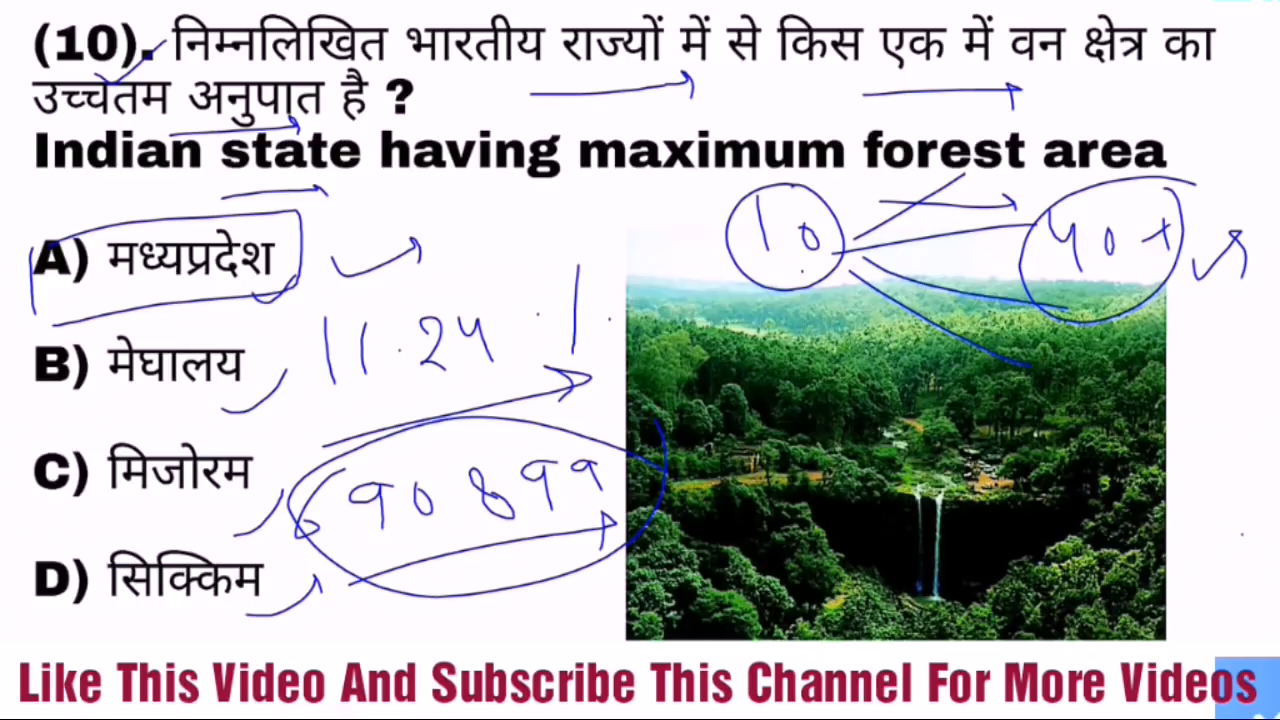 (10). निम्नलिखित भारतीय राज्यों में से किस एक में वन क्षेत्र का
उच्चतम अनुपात है ?
Indian state having maximum forest area
10
40+
A) मध्यप्रदेश
11.24
B) मेघालय
C) मिजोरम
90899
D) सिक्किम
Like This Video And Subscribe This Channel For More Videos